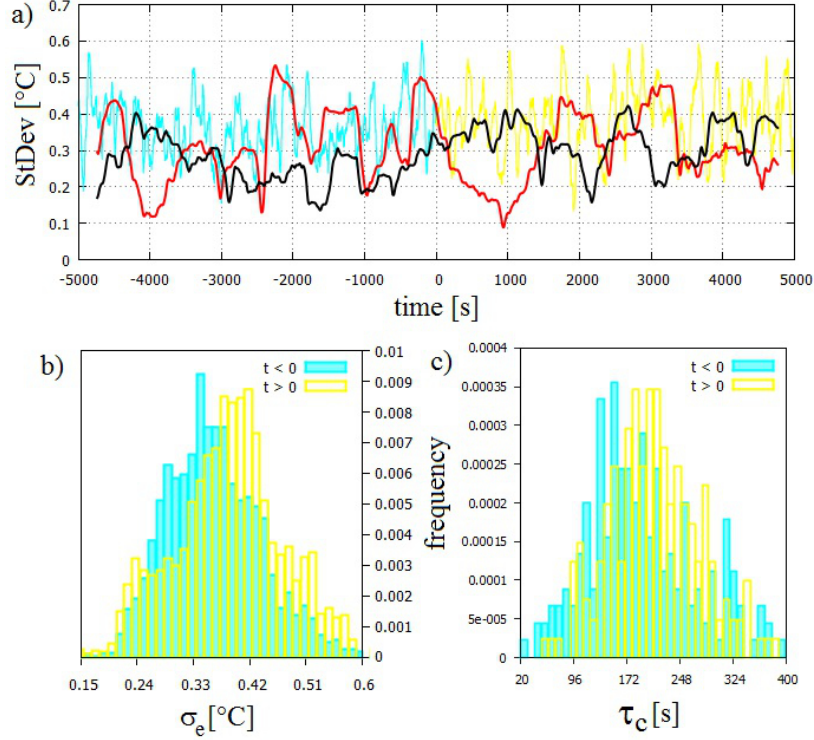 a)
0.7
0.6
0.5
0.4
0.3
0.2
0.1
0
StDev [°C]
-5000 -4000 -3000 -2000 -1000 0 1000 2000 3000 4000 5000
time [s]
b)
t < 0
t > 0
0.01
0.009
0.008
0.007
0.006
0.005
0.004
0.003
0.002
0.001
0
0.15 0.24 0.33 0.42 0.51 0.6
σe [°C]
c)
t < 0
t > 0
frequency
0.0004
0.00035
0.0003
0.00025
0.0002
0.00015
0.0001
5e-005
0
20 96 172 248 324 400
τc [s]